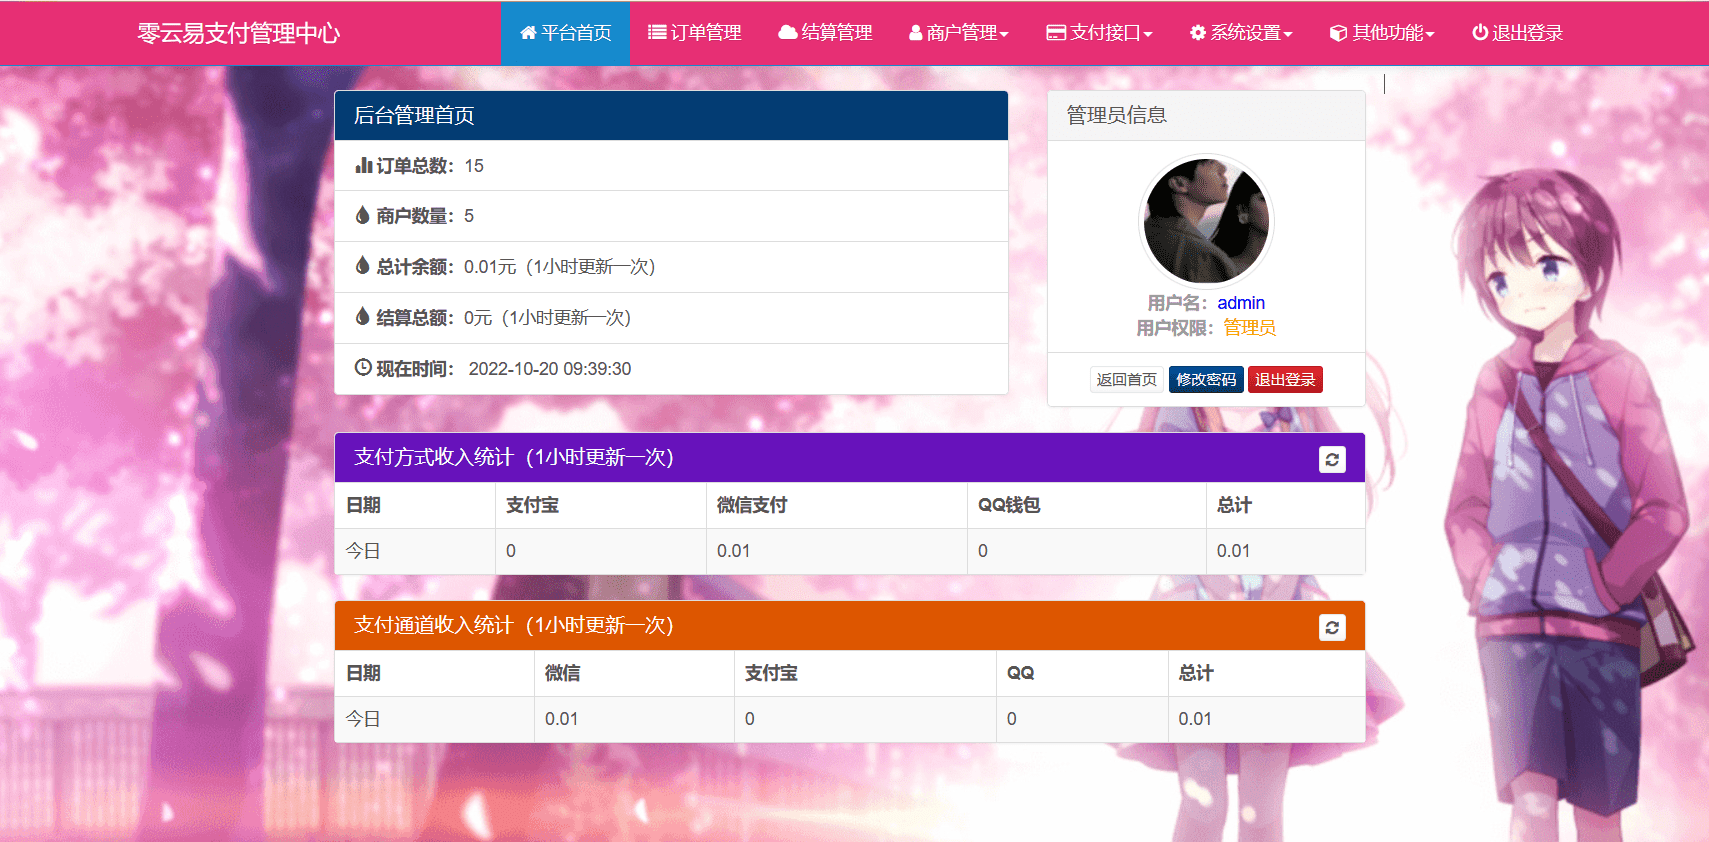 零云易支付管理中心 平台首页 订单管理 结算管理 商户管理 支付接口 系统设置 其他功能 退出登录
后台管理首页
订单总数：15
商户数量：5
总计余额：0.01元（1小时更新一次）
结算总额：0元（1小时更新一次）
现在时间： 2022-10-20 09:39:30
管理员信息
用户名：admin
用户权限：管理员
返回首页 修改密码 退出登录
支付方式收入统计（1小时更新一次）
日期 支付宝 微信支付 QQ钱包 总计
今日 0 0.01 0 0.01
支付通道收入统计（1小时更新一次）
日期 微信 支付宝 QQ 总计
今日 0.01 0 0 0.01